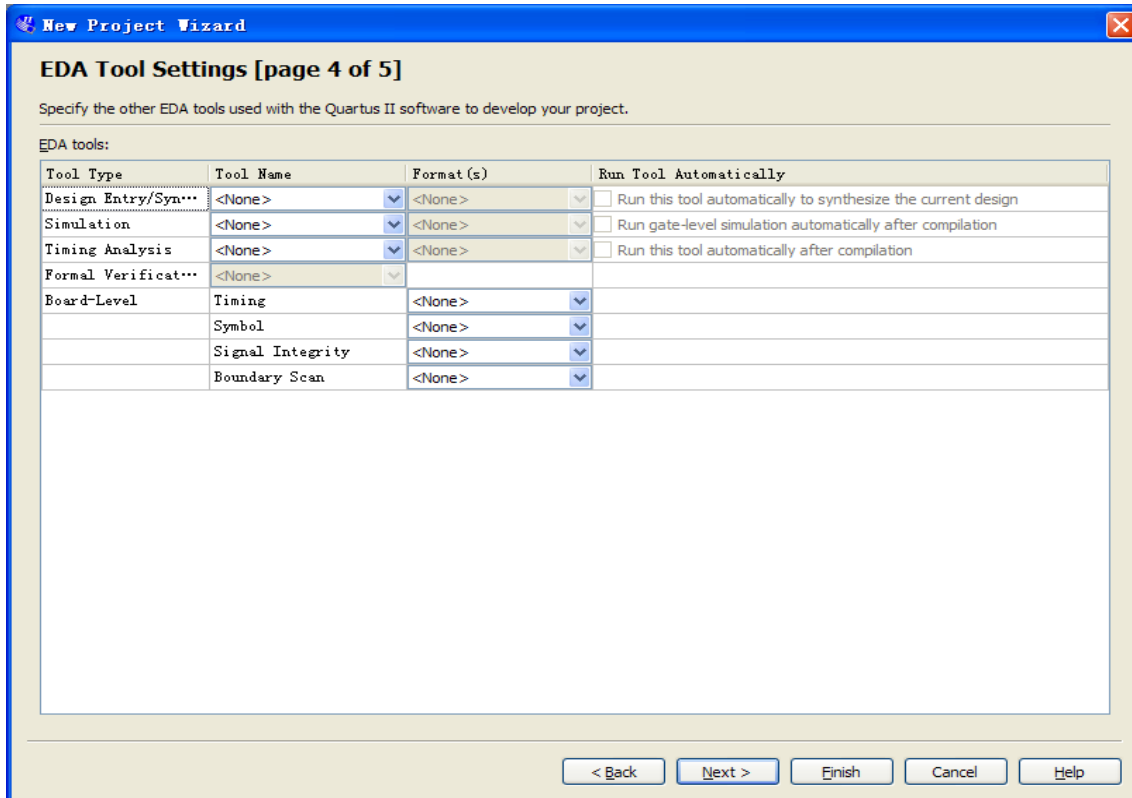 New Project Wizard
EDA Tool Settings [page 4 of 5]
Specify the other EDA tools used with the Quartus II software to develop your project.
EDA tools:
Tool Type Tool Name Format(s) Run Tool Automatically
Design Entry/Syn··· <None> <None> Run this tool automatically to synthesize the current design
Simulation <None> <None> Run gate-level simulation automatically after compilation
Timing Analysis <None> <None> Run this tool automatically after compilation
Formal Verificat··· <None>
Board-Level Timing <None>
Symbol <None>
Signal Integrity <None>
Boundary Scan <None>
< Back Next > Finish Cancel Help